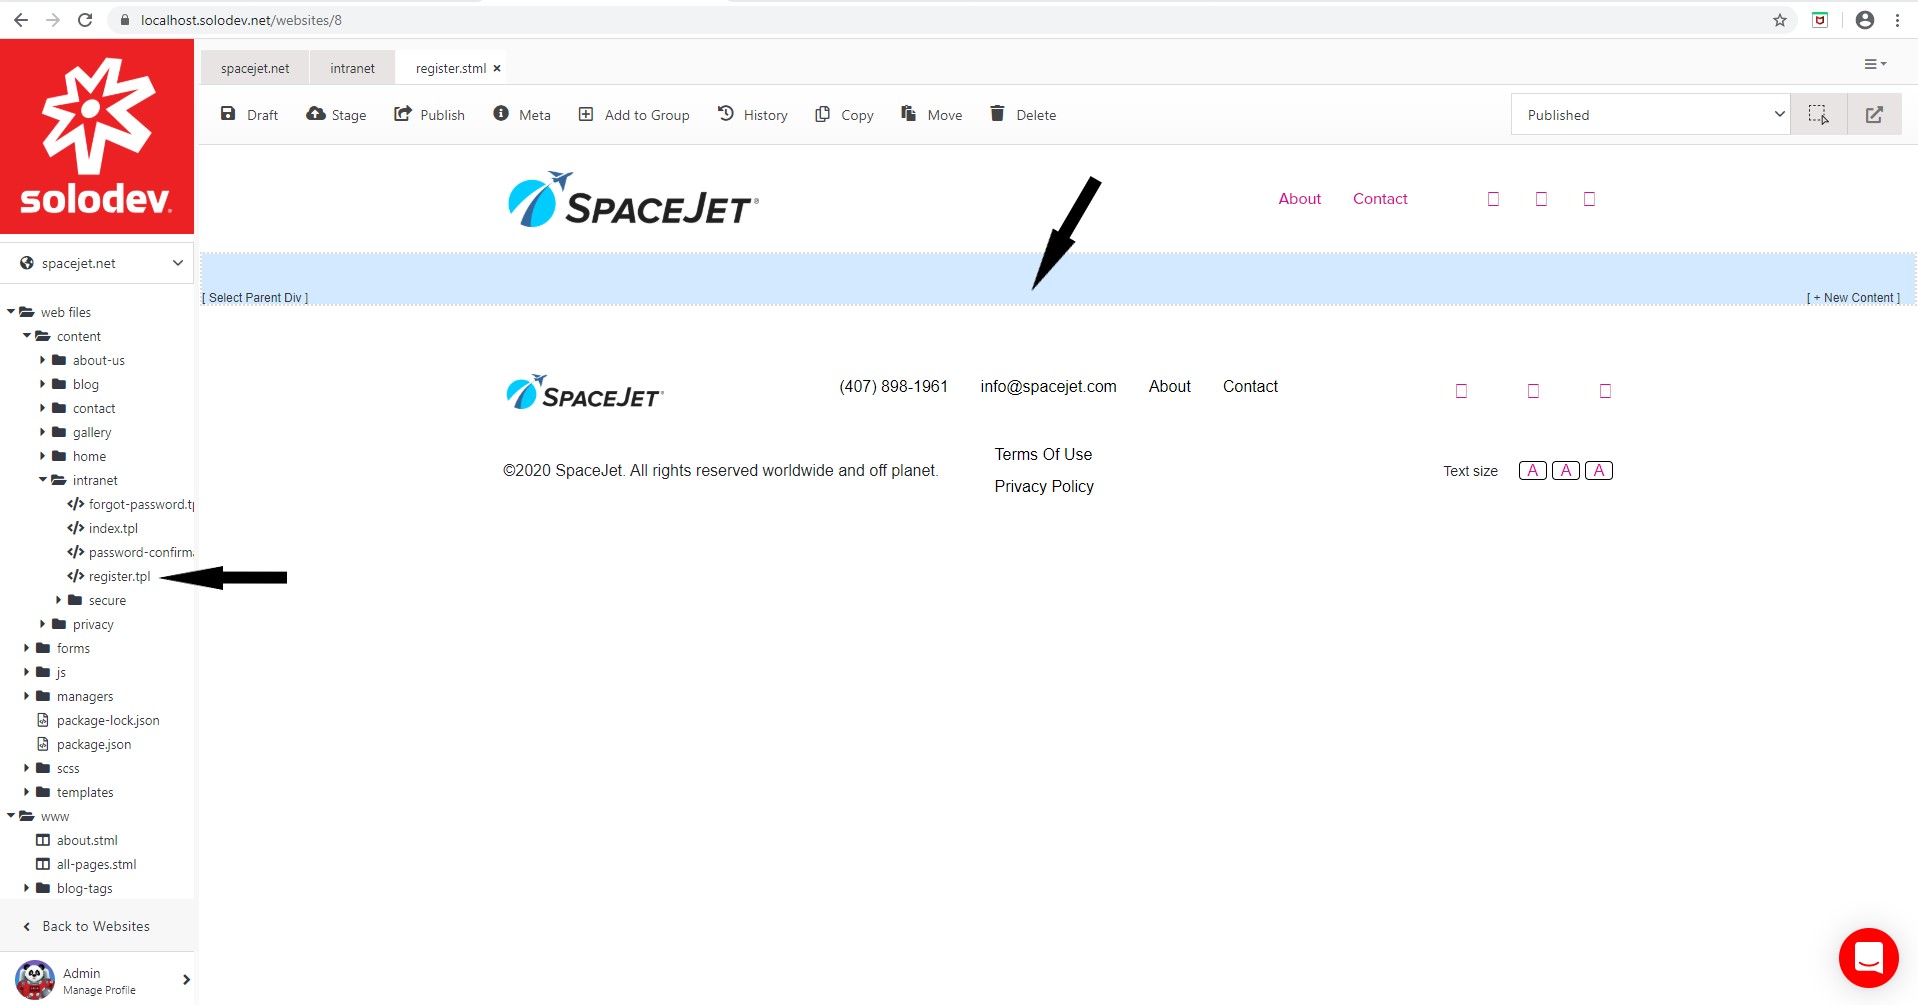 localhost.solodev.net/websites/8
solodev
spacejet.net
web files
content
about-us
blog
contact
gallery
home
intranet
forgot-password.t
index.tpl
password-confirm
register.tpl
secure
privacy
forms
js
managers
package-lock.json
package.json
scss
templates
www
about.stml
all-pages.stml
blog-tags
Back to Websites
Admin
Manage Profile
spacejet.net intranet register.stml ×
Draft Stage Publish Meta Add to Group History Copy Move Delete Published
SPACEJET About Contact
[ Select Parent Div ] [ + New Content ]
SPACEJET (407) 898-1961 info@spacejet.com About Contact
Terms Of Use
©2020 SpaceJet. All rights reserved worldwide and off planet. Text size A A A
Privacy Policy